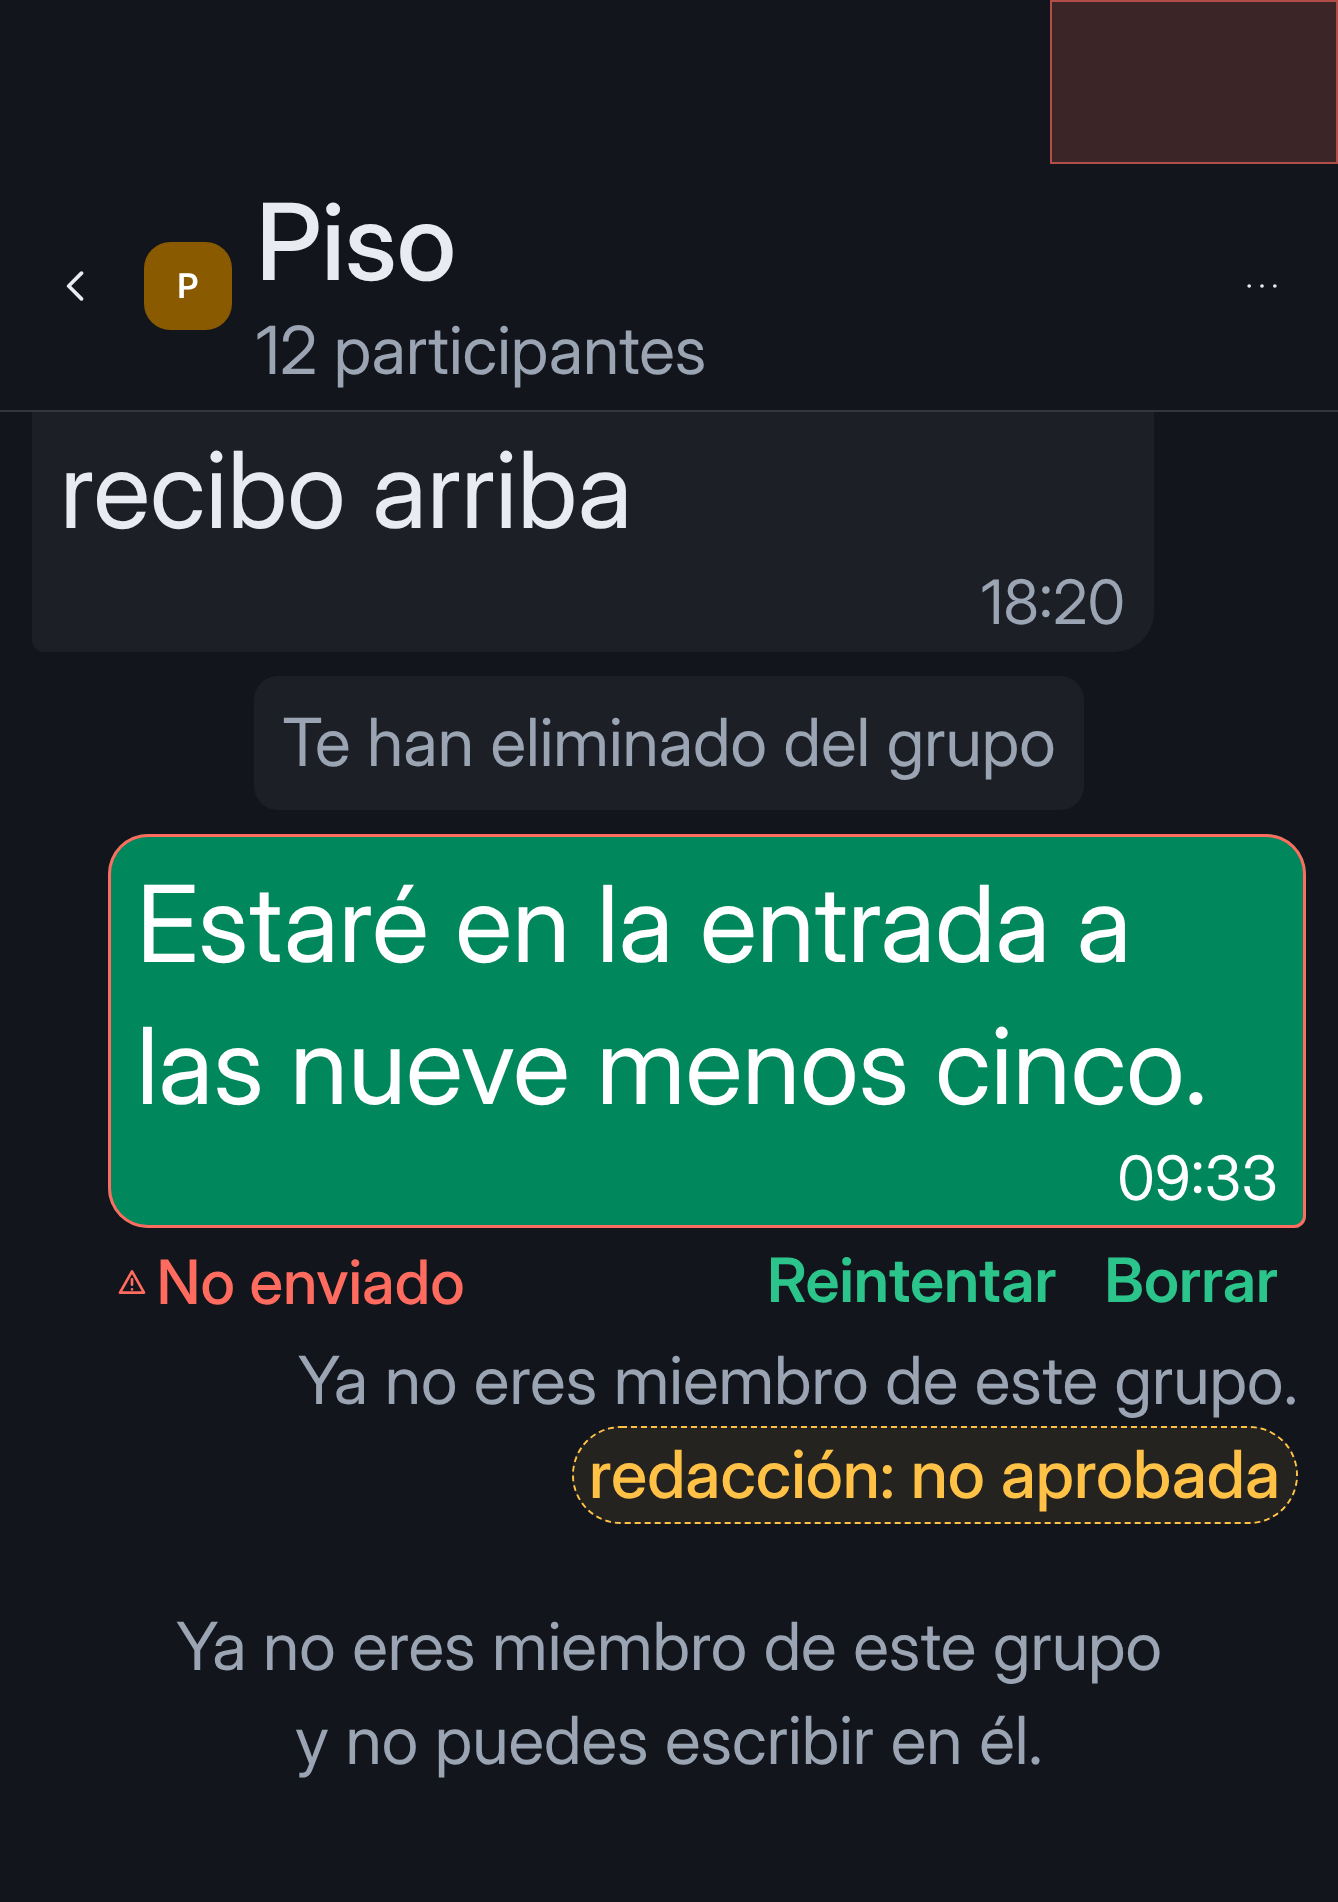 Piso
P
12 participantes
recibo arriba
18:20
Te han eliminado del grupo
Estaré en la entrada a
las nueve menos cinco.
09:33
No enviado Reintentar Borrar
Ya no eres miembro de este grupo.
redacción: no aprobada
Ya no eres miembro de este grupo
y no puedes escribir en él.